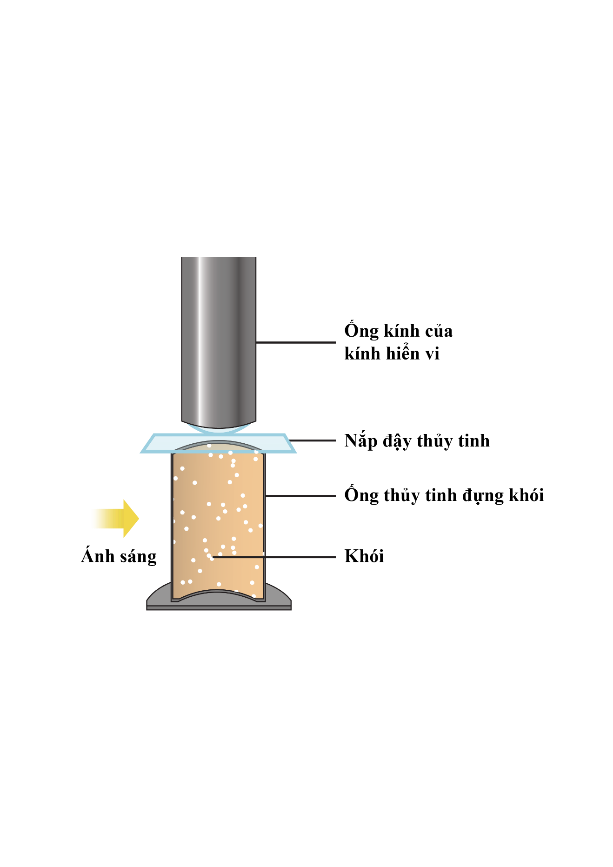 Ống kính của
kính hiển vi
Nắp dậy thủy tinh
Ống thủy tinh đựng khói
Ánh sáng
Khói